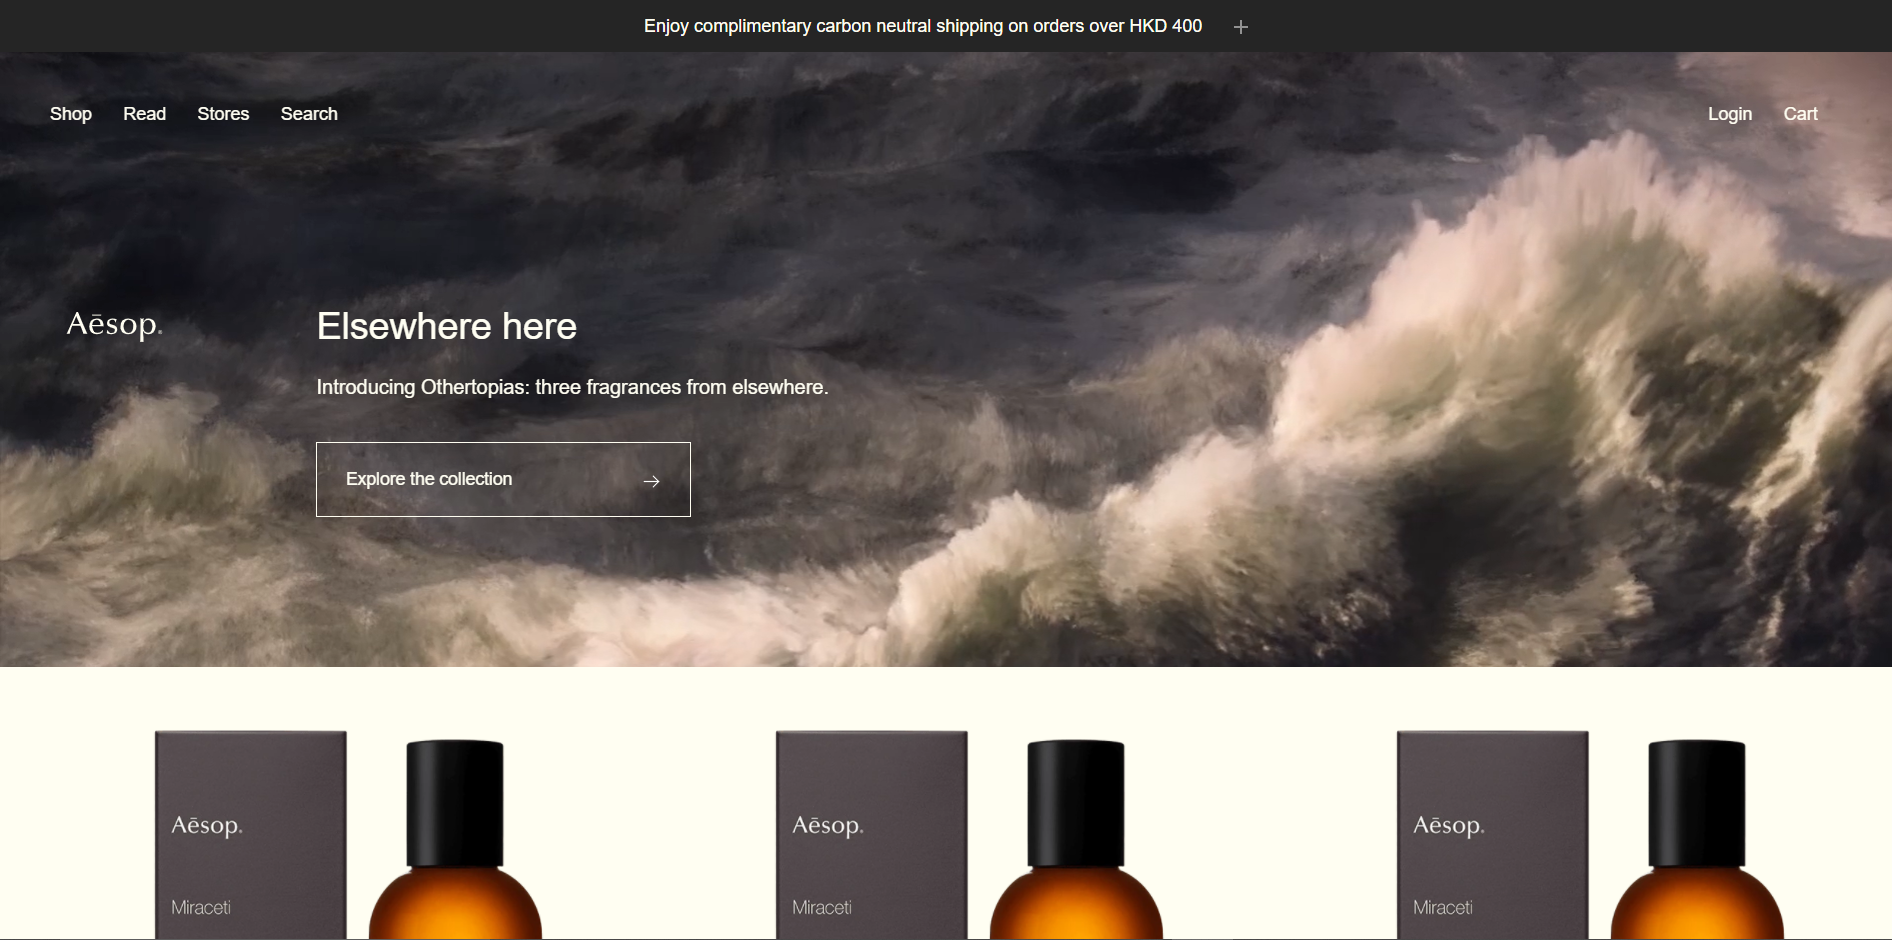 Enjoy complimentary carbon neutral shipping on orders over HKD 400 +
Shop Read Stores Search Login Cart
Aēsop.
Elsewhere here
Introducing Othertopias: three fragrances from elsewhere.
Explore the collection →
Aēsop. Aēsop. Aēsop.
Miraceti Miraceti Miraceti